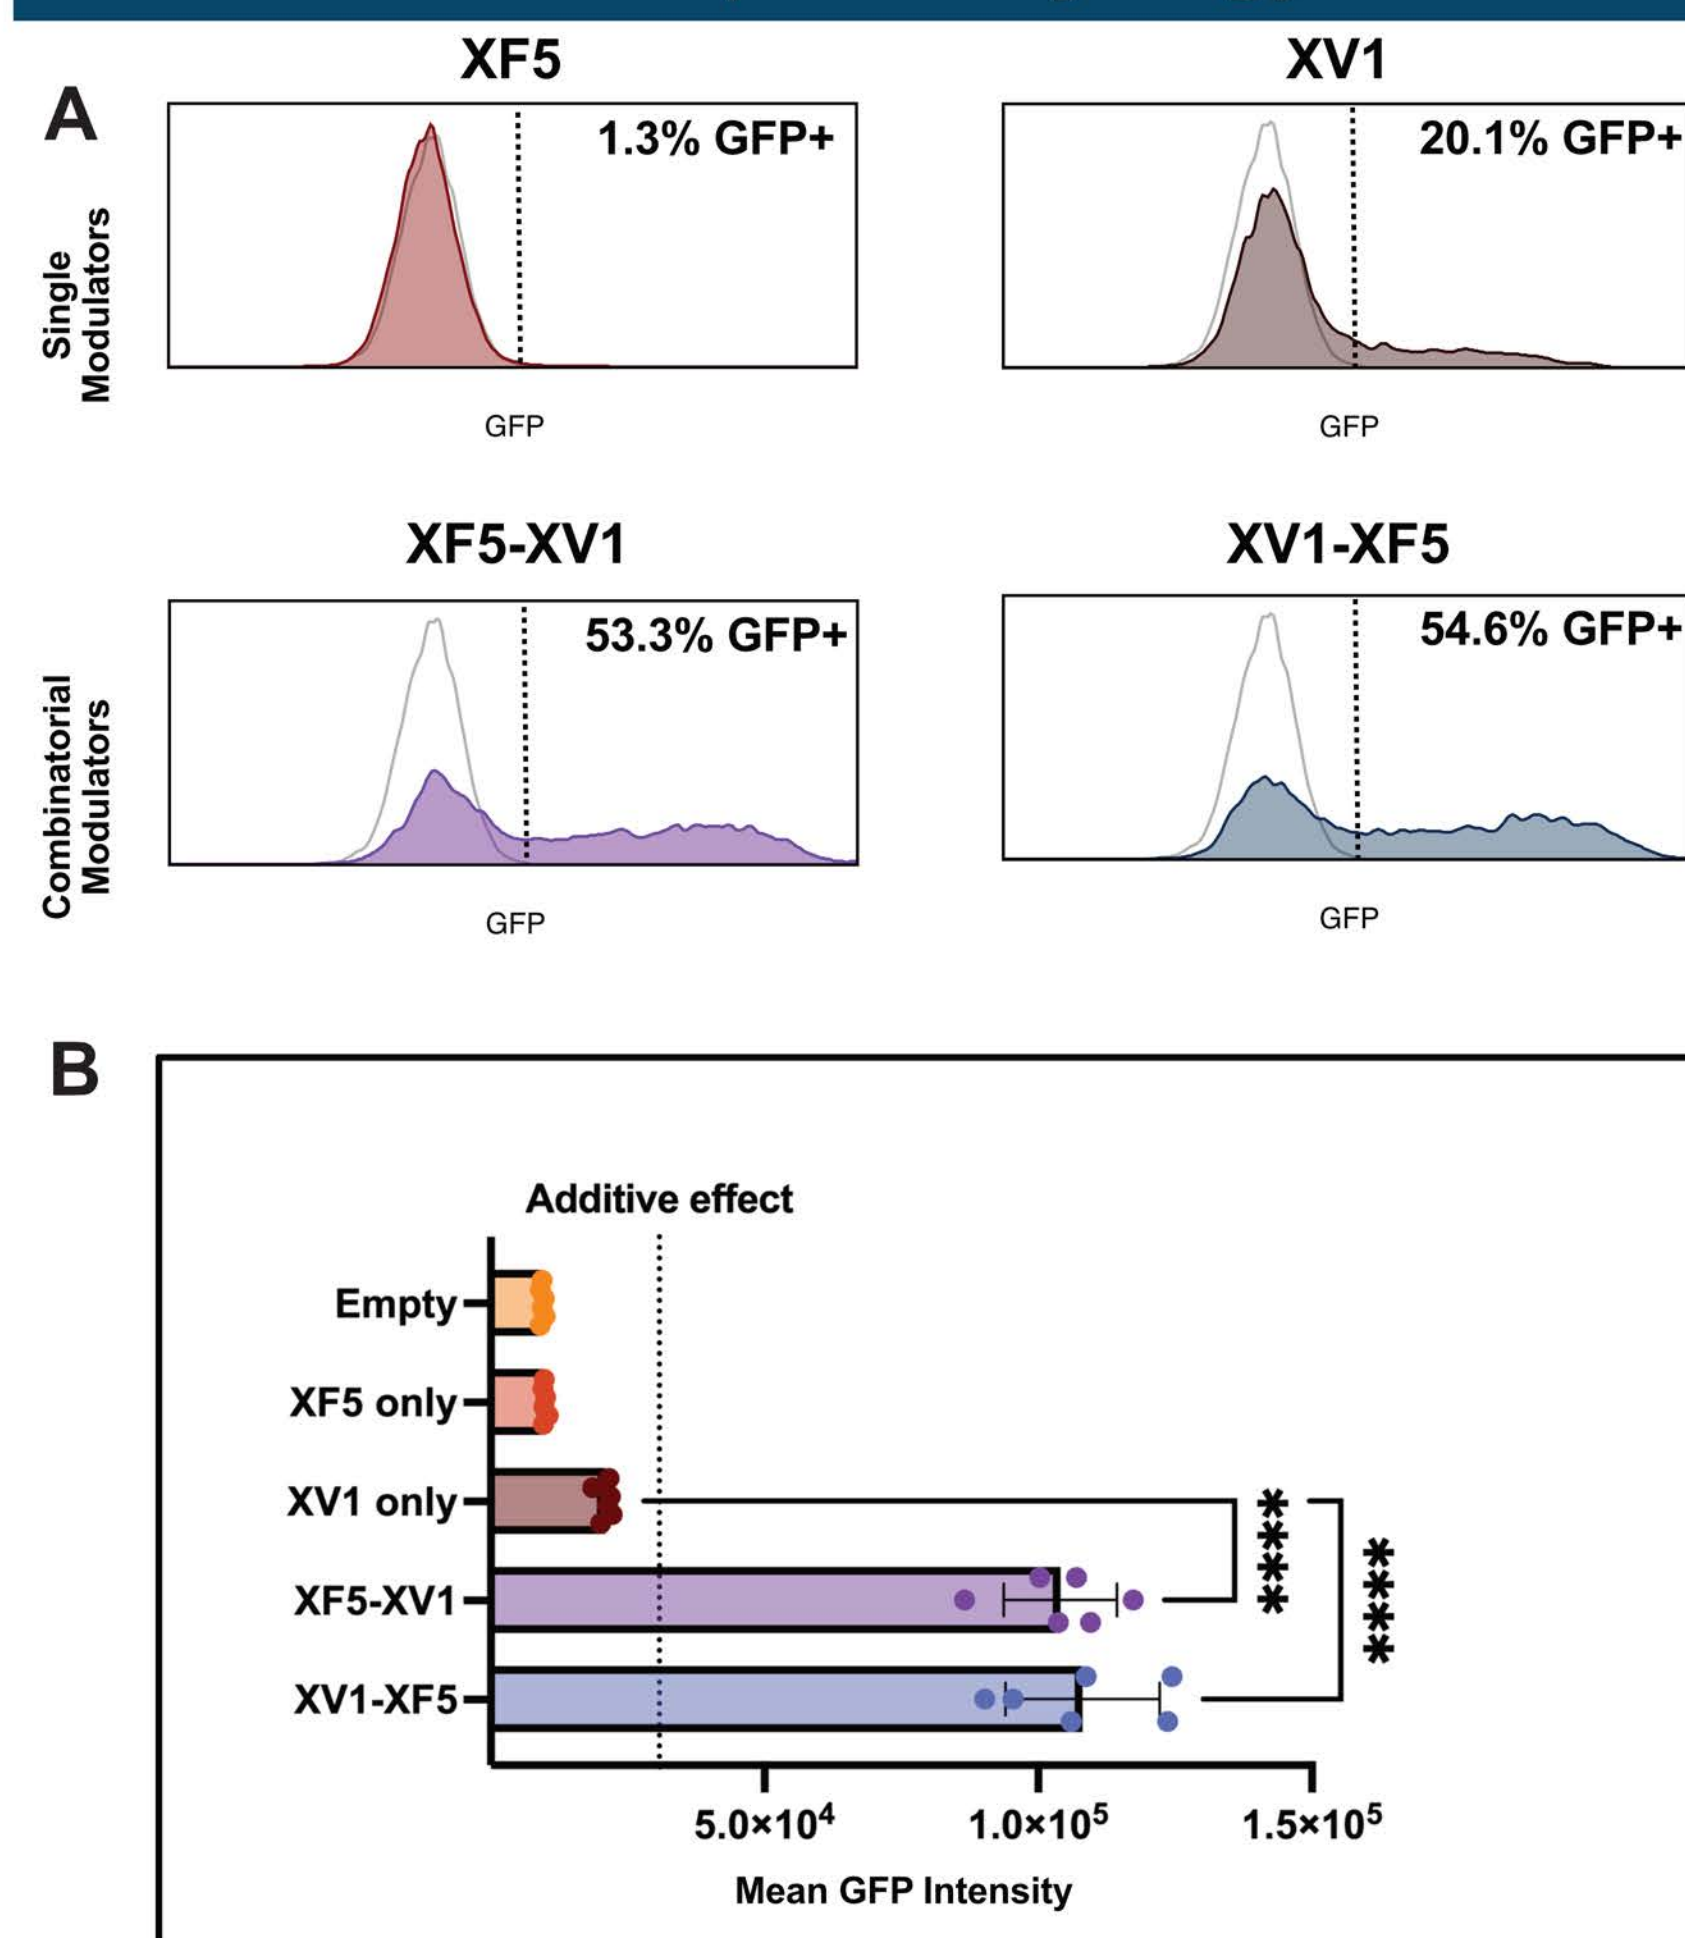 XF5
XV1
A
1.3% GFP+
20.1% GFP+
Single
Modulators
GFP
GFP
XF5-XV1
XV1-XF5
53.3% GFP+
54.6% GFP+
Combinatorial
Modulators
GFP
GFP
B
Additive effect
Empty
XF5 only
XV1 only
XF5-XV1
XV1-XF5
****
****
5.0×10⁴
1.0×10⁵
1.5×10⁵
Mean GFP Intensity